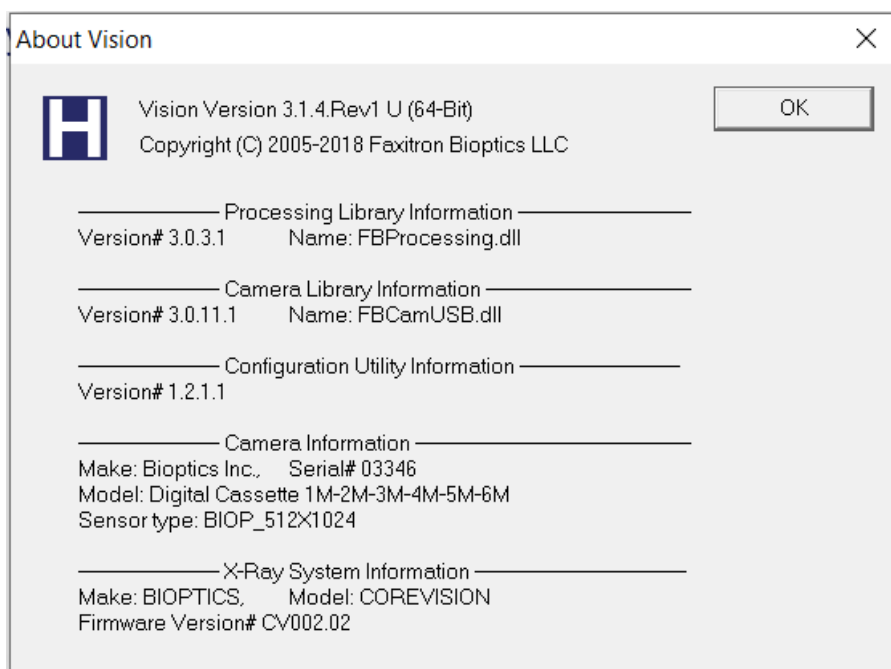 About Vision
H
Vision Version 3.1.4.Rev1 U (64-Bit)
OK
Copyright (C) 2005-2018 Faxitron Bioptics LLC
Processing Library Information
Version# 3.0.3.1 Name: FBProcessing.dll
Camera Library Information
Version# 3.0.11.1 Name: FBCamUSB.dll
Configuration Utility Information
Version# 1.2.1.1
Camera Information
Make: Bioptics Inc., Serial# 03346
Model: Digital Cassette 1M-2M-3M-4M-5M-6M
Sensor type: BIOP_512X1024
X-Ray System Information
Make: BIOPTICS, Model: COREVISION
Firmware Version# CV002.02